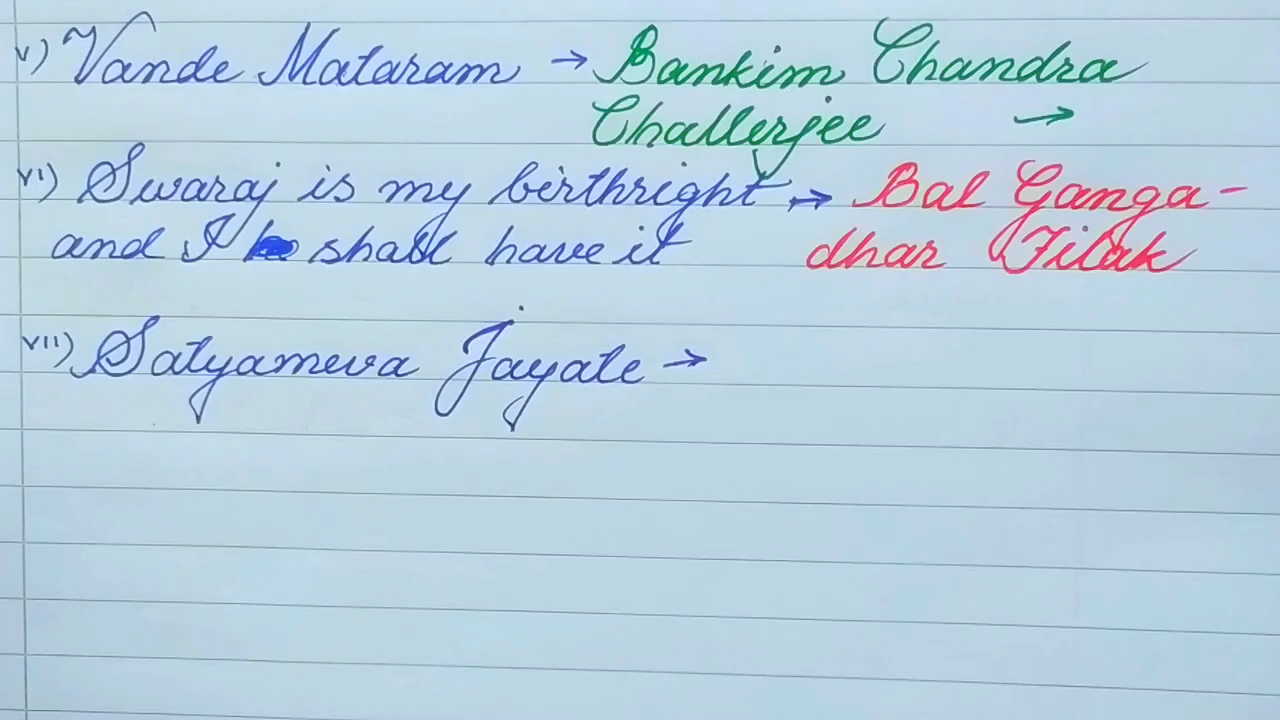 v) Vande Mataram → Bankim Chandra
Challerjee →
vi) Swaraj is my birthright → Bal Ganga-
and I shall have it dhar Tilak
vii) Satyameva Jayate →